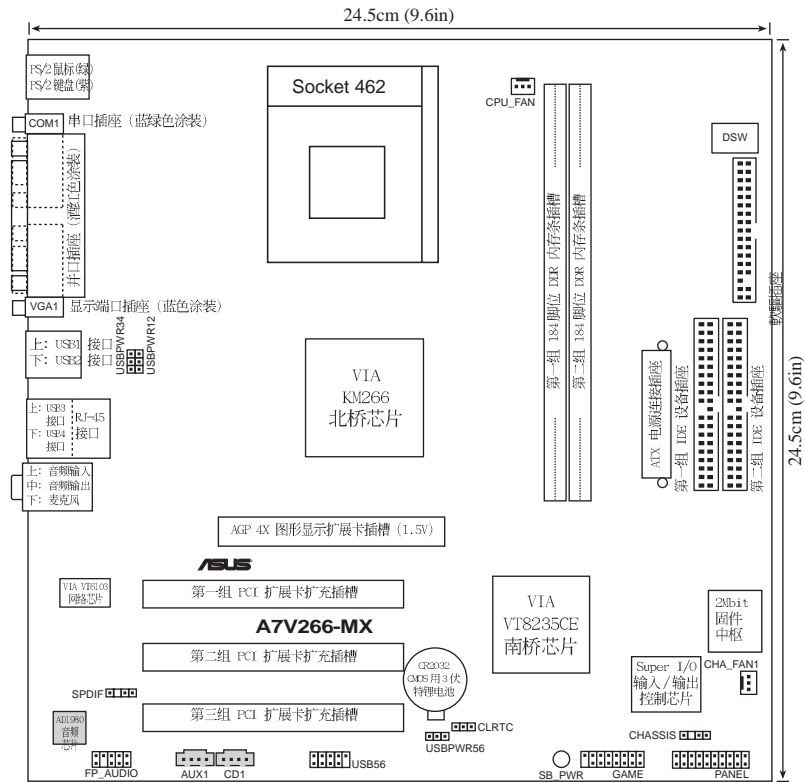 24.5cm (9.6in)
PS/2 鼠标(绿)
PS/2 键盘(紫)
Socket 462
CPU_FAN
COM1
串口插座 (蓝绿色涂装)
DSW
并口插座 (酒红色涂装)
第一组 184 脚位 DDR 内存条插槽
第二组 184 脚位 DDR 内存条插槽
軟驅插座
VGA1
显示端口插座 (蓝色涂装)
上: USB1 接口
下: USB2 接口
USBPWR34
USBPWR12
VIA
KM266
北桥芯片
ATX 电源连接插座
第一组 IDE 设备插座
第二组 IDE 设备插座
24.5cm (9.6in)
上: USB3
接口
下: USB4
接口
RJ-45
接口
上: 音频输入
中: 音频输出
下: 麦克风
AGP 4X 图形显示扩展卡插槽 (1.5V)
ASUS
VIA VT6103
网络芯片
第一组 PCI 扩展卡扩充插槽
A7V266-MX
VIA
VT8235CE
南桥芯片
2Mbit
固件
中枢
第二组 PCI 扩展卡扩充插槽
CR2032
CMOS 用 3 伏
特锂电池
Super I/O
输入/输出
控制芯片
CHA_FAN1
SPDIF
AD1980
音频
芯片
第三组 PCI 扩展卡扩充插槽
CLRTC
USBPWR56
CHASSIS
FP_AUDIO
AUX1
CD1
USB56
SB_PWR
GAME
PANEL